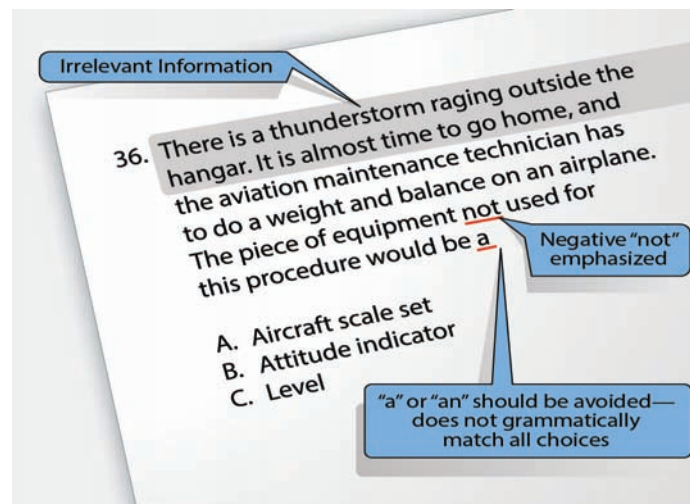 Irrelevant Information
36. There is a thunderstorm raging outside the
hangar. It is almost time to go home, and
the aviation maintenance technician has
to do a weight and balance on an airplane.
The piece of equipment not used for
this procedure would be a
Negative “not”
emphasized
A. Aircraft scale set
B. Attitude indicator
C. Level
“a” or “an” should be avoided—
does not grammatically
match all choices